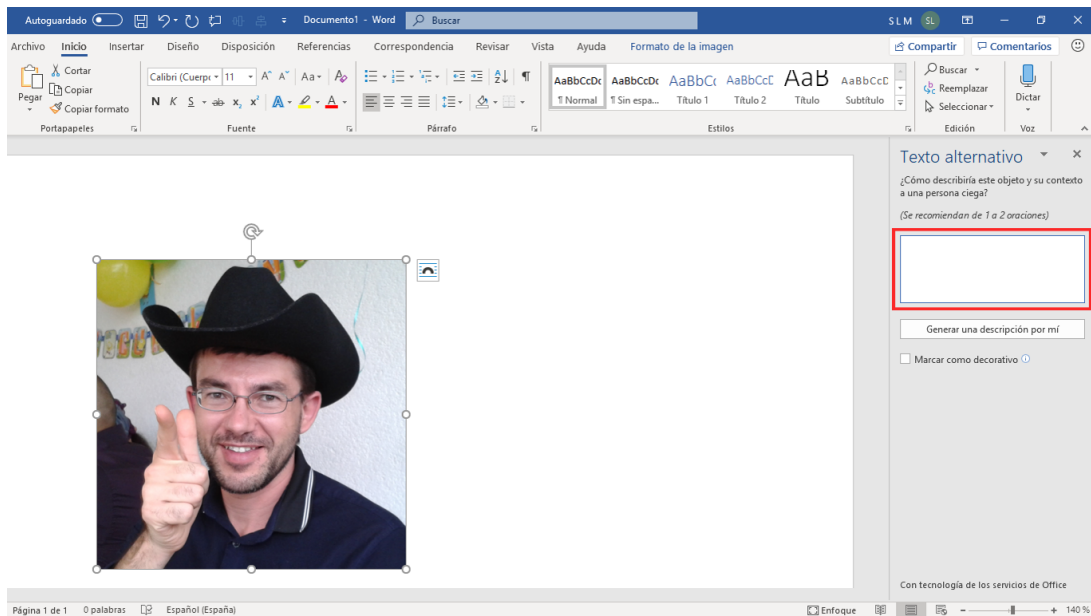 Autoguardado Documento1 - Word Buscar S L M SL
Archivo Inicio Insertar Diseño Disposición Referencias Correspondencia Revisar Vista Ayuda Formato de la imagen Compartir Comentarios
Pegar
Cortar
Copiar
Copiar formato
Portapapeles
Calibri (Cuerpo 11 A A Aa A
N K S ab x₂ x² A A
Fuente
Párrafo
AaBbCcDc AaBbCcDc AaBbCc AaBbCcC AaB AaBbCcD
¶ Normal ¶ Sin espa... Título 1 Título 2 Título Subtítulo
Estilos
Buscar
Reemplazar
Seleccionar
Edición
Dictar
Voz
Texto alternativo
¿Cómo describiría este objeto y su contexto
a una persona ciega?
(Se recomiendan de 1 a 2 oraciones)
Generar una descripción por mí
Marcar como decorativo
Con tecnología de los servicios de Office
Página 1 de 1 0 palabras Español (España) Enfoque 140 %